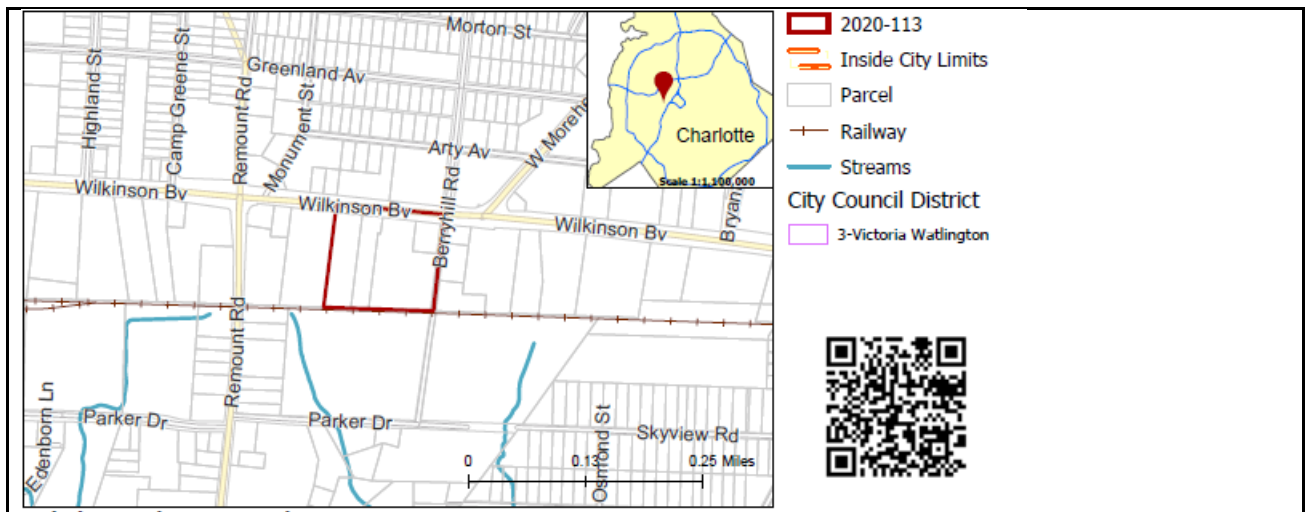 Morton St
Greenland Av
Highland St
Camp Greene St
Remount Rd
Monument St
Arty Av
W Moreh
Berryhill Rd
Wilkinson Bv
Wilkinson Bv
Wilkinson Bv
Bryan
Remount Rd
Edenborn Ln
Parker Dr
Parker Dr
Osmond St
Skyview Rd
0
0.13
0.25 Miles
Charlotte
Scale 1:1,100,000
2020-113
Inside City Limits
Parcel
Railway
Streams
City Council District
3-Victoria Watlington